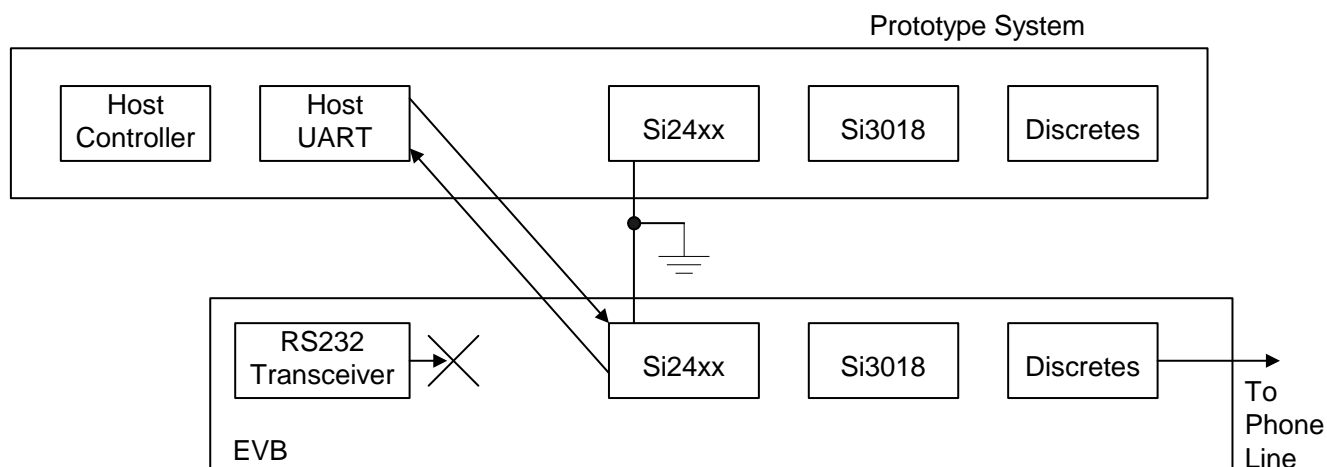 Prototype System
Host
Controller
Host
UART
Si24xx
Si3018
Discretes
RS232
Transceiver
Si24xx
Si3018
Discretes
To
Phone
Line
EVB